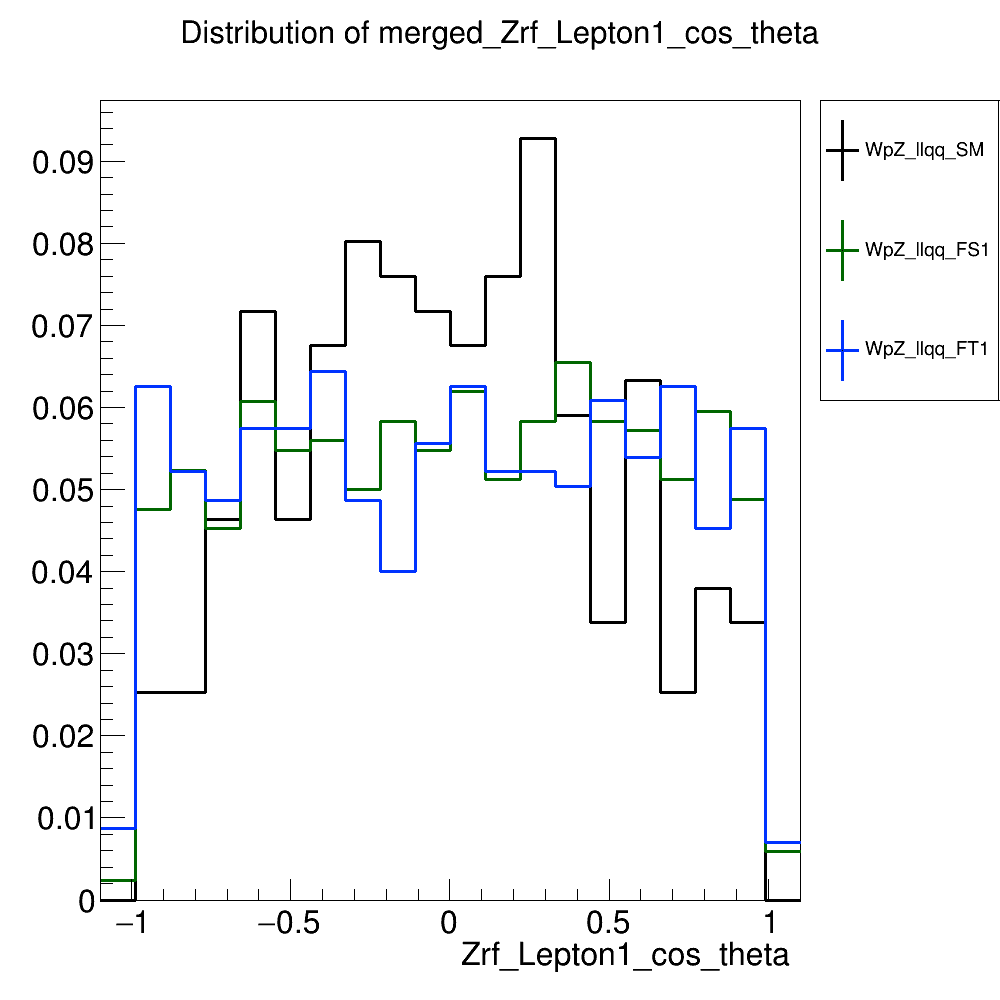 Distribution of merged_Zrf_Lepton1_cos_theta
WpZ_llqq_SM
WpZ_llqq_FS1
WpZ_llqq_FT1
0.09
0.08
0.07
0.06
0.05
0.04
0.03
0.02
0.01
0
−1 −0.5 0 0.5 1
Zrf_Lepton1_cos_theta